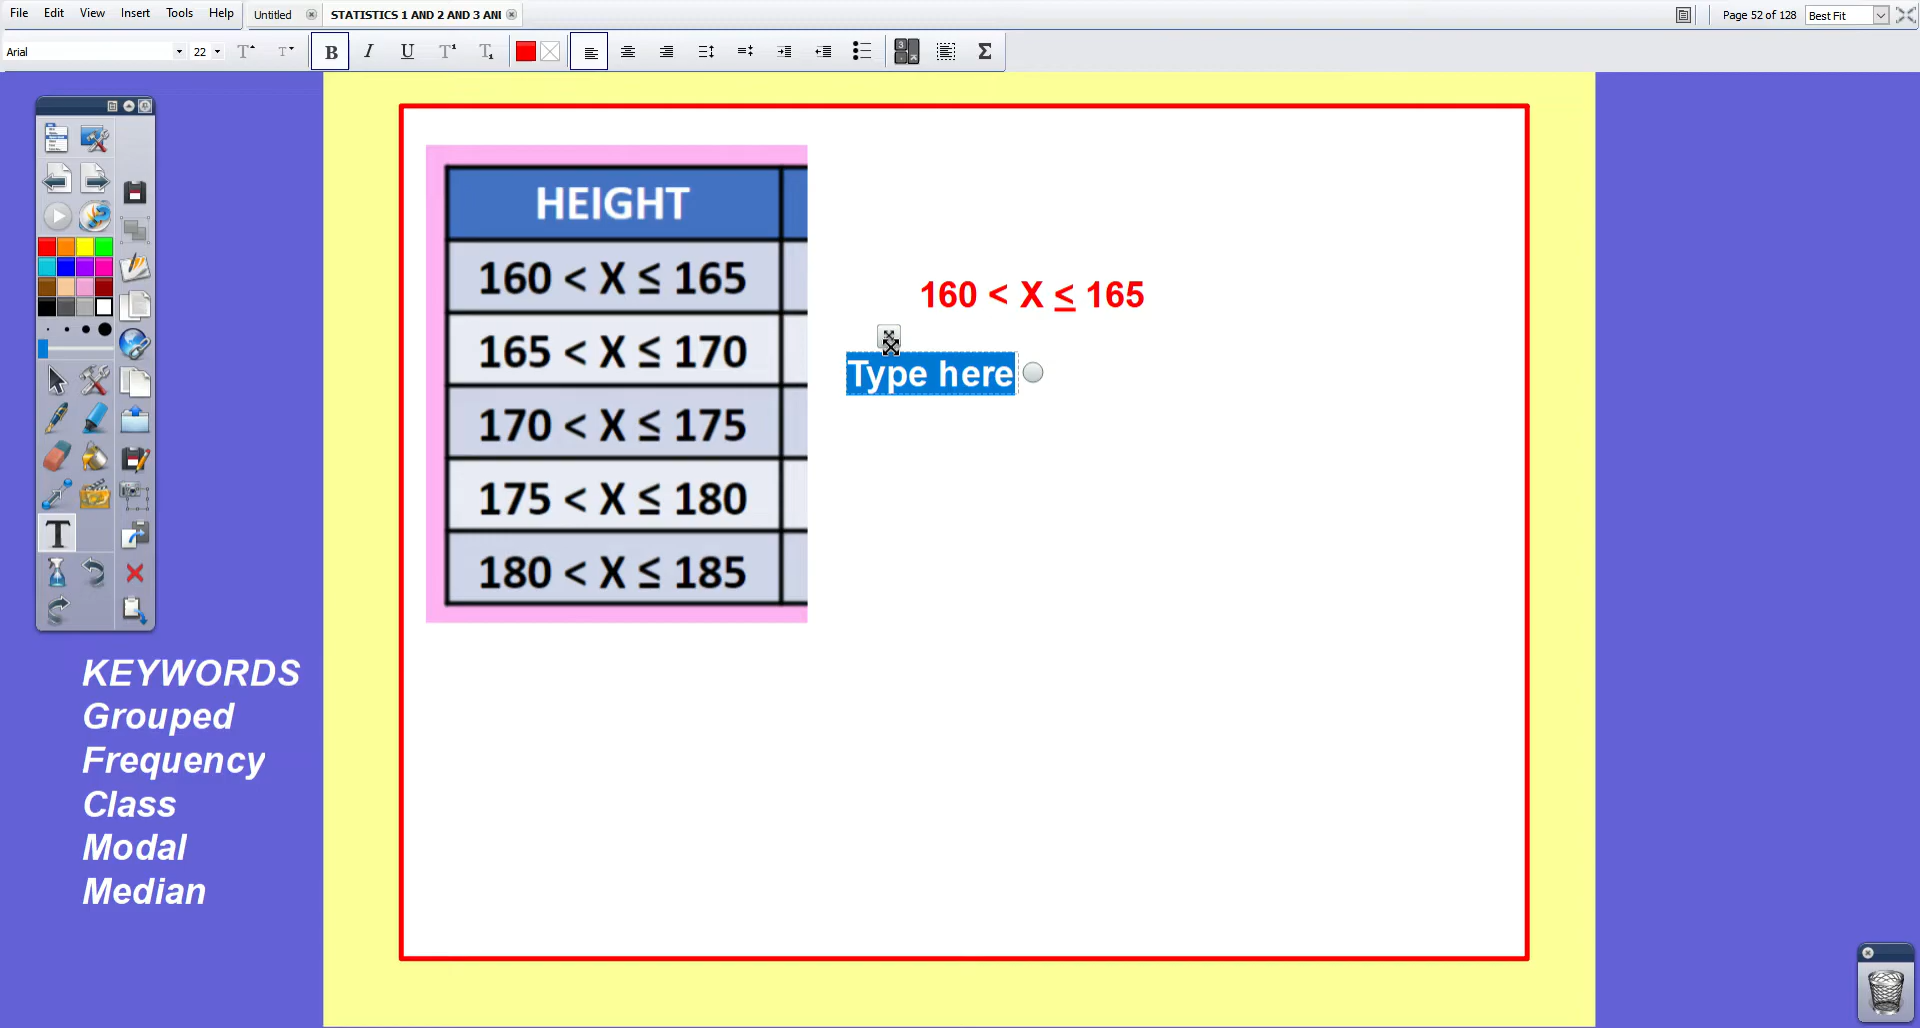 File Edit View Insert Tools Help
Untitled
STATISTICS 1 AND 2 AND 3 ANI
Page 52 of 128
Best Fit
Arial
22
HEIGHT
160 < X ≤ 165
165 < X ≤ 170
170 < X ≤ 175
175 < X ≤ 180
180 < X ≤ 185
160 < X ≤ 165
Type here
KEYWORDS
Grouped
Frequency
Class
Modal
Median